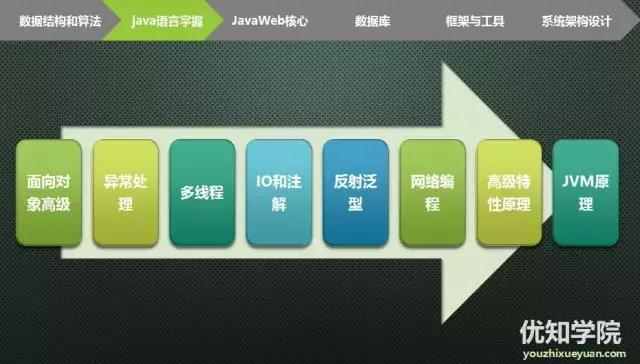 数据结构和算法
java语言掌握
JavaWeb核心
数据库
框架与工具
系统架构设计
面向对
象高级
异常处
理
多线程
IO和注
解
反射泛
型
网络编
程
高级特
性原理
JVM原
理
优知学院
youzhixueyuan.com